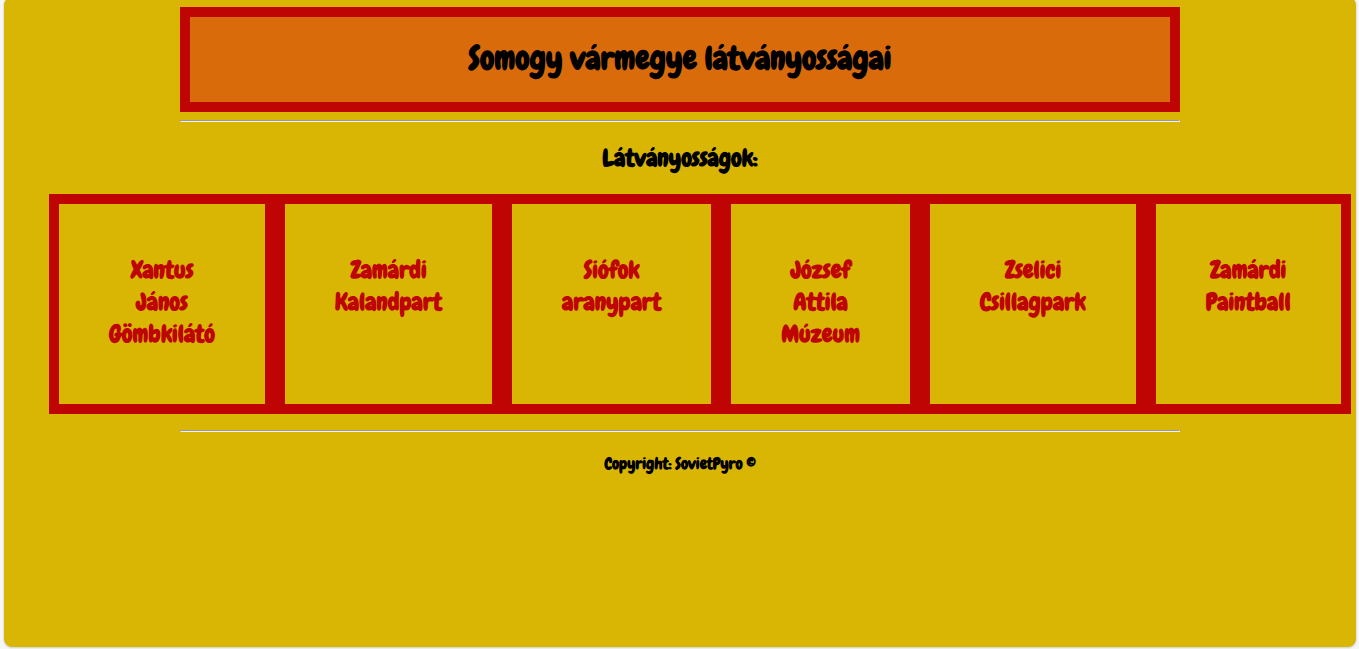 Somogy vármegye látványosságai
Látványosságok:
Xantus
János
Gömbkilátó
Zamárdi
Kalandpart
Siófok
aranypart
József
Attila
Múzeum
Zselici
Csillagpark
Zamárdi
Paintball
Copyright: SovietPyro ©